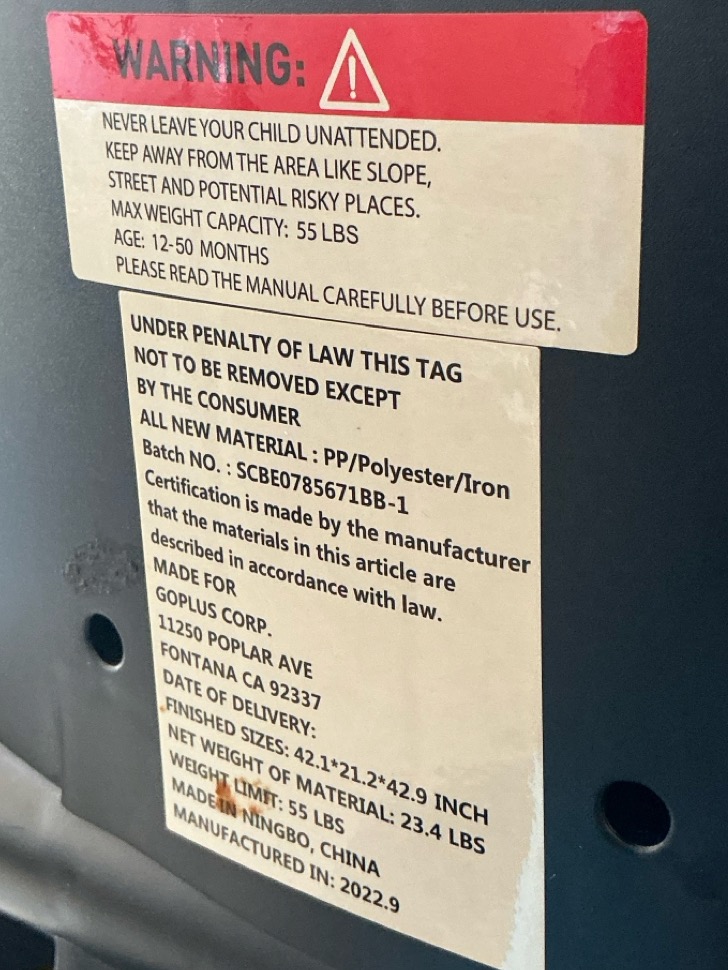 WARNING:
NEVER LEAVE YOUR CHILD UNATTENDED.
KEEP AWAY FROM THE AREA LIKE SLOPE,
STREET AND POTENTIAL RISKY PLACES.
MAX WEIGHT CAPACITY: 55 LBS
AGE: 12-50 MONTHS
PLEASE READ THE MANUAL CAREFULLY BEFORE USE.
UNDER PENALTY OF LAW THIS TAG
NOT TO BE REMOVED EXCEPT
BY THE CONSUMER
ALL NEW MATERIAL : PP/Polyester/Iron
Batch NO. : SCBE0785671BB-1
Certification is made by the manufacturer
that the materials in this article are
described in accordance with law.
MADE FOR
GOPLUS CORP.
11250 POPLAR AVE
FONTANA CA 92337
DATE OF DELIVERY:
FINISHED SIZES: 42.1*21.2*42.9 INCH
NET WEIGHT OF MATERIAL: 23.4 LBS
WEIGHT LIMIT: 55 LBS
MADE IN NINGBO, CHINA
MANUFACTURED IN: 2022.9